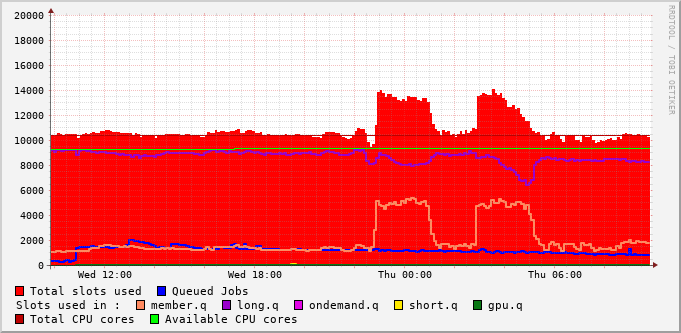 20000
18000
16000
14000
12000
10000
8000
6000
4000
2000
0
Wed 12:00 Wed 18:00 Thu 00:00 Thu 06:00
RRDTOOL / TOBI OETIKER
Total slots used Queued Jobs
Slots used in : member.q long.q ondemand.q short.q gpu.q
Total CPU cores Available CPU cores